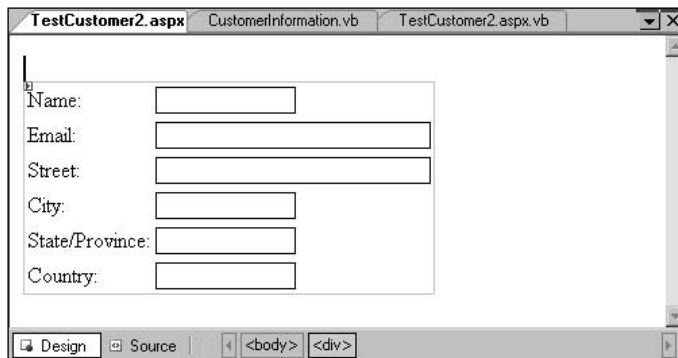 TestCustomer2.aspx CustomerInformation.vb TestCustomer2.aspx.vb
Name:
Email:
Street:
City:
State/Province:
Country:
Design Source <body> <div>